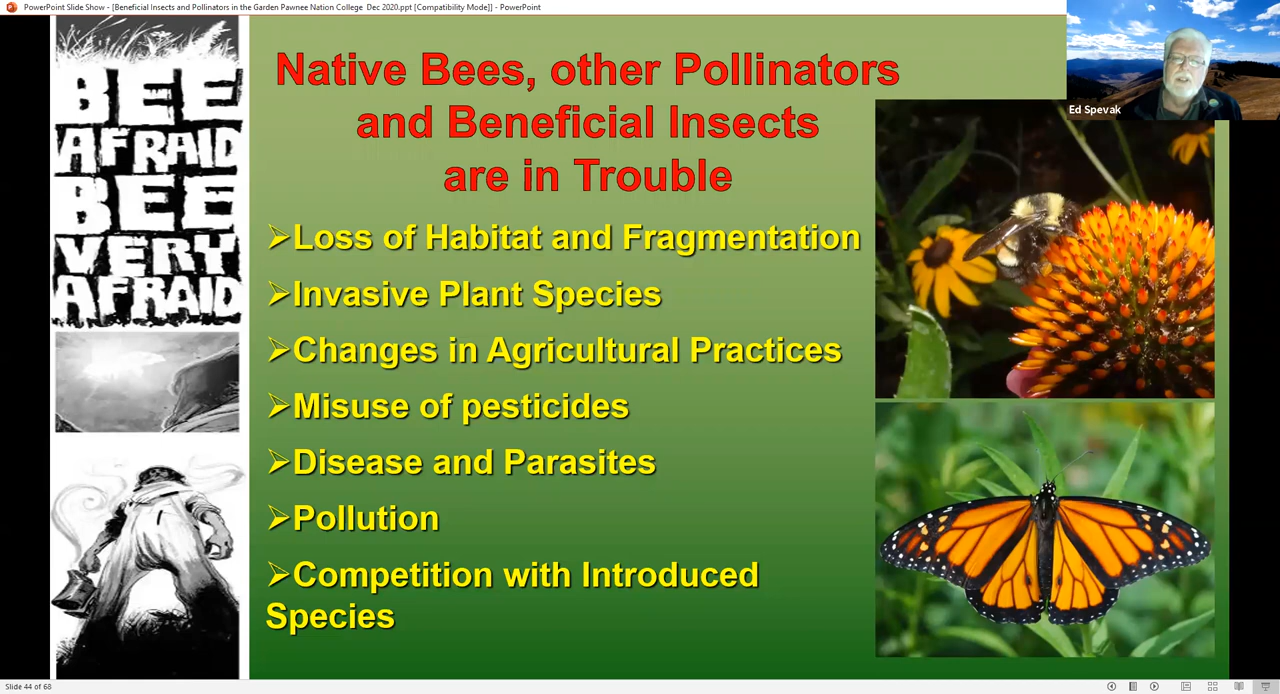 PowerPoint Slide Show - [Beneficial Insects and Pollinators in the Garden Pawnee Nation College Dec 2020.ppt [Compatibility Mode]] - PowerPoint
BEE
AFRAID
BEE
VERY
AFRAID
Native Bees, other Pollinators
and Beneficial Insects
are in Trouble
➢Loss of Habitat and Fragmentation
➢Invasive Plant Species
➢Changes in Agricultural Practices
➢Misuse of pesticides
➢Disease and Parasites
➢Pollution
➢Competition with Introduced
Species
Ed Spevak
Slide 44 of 68